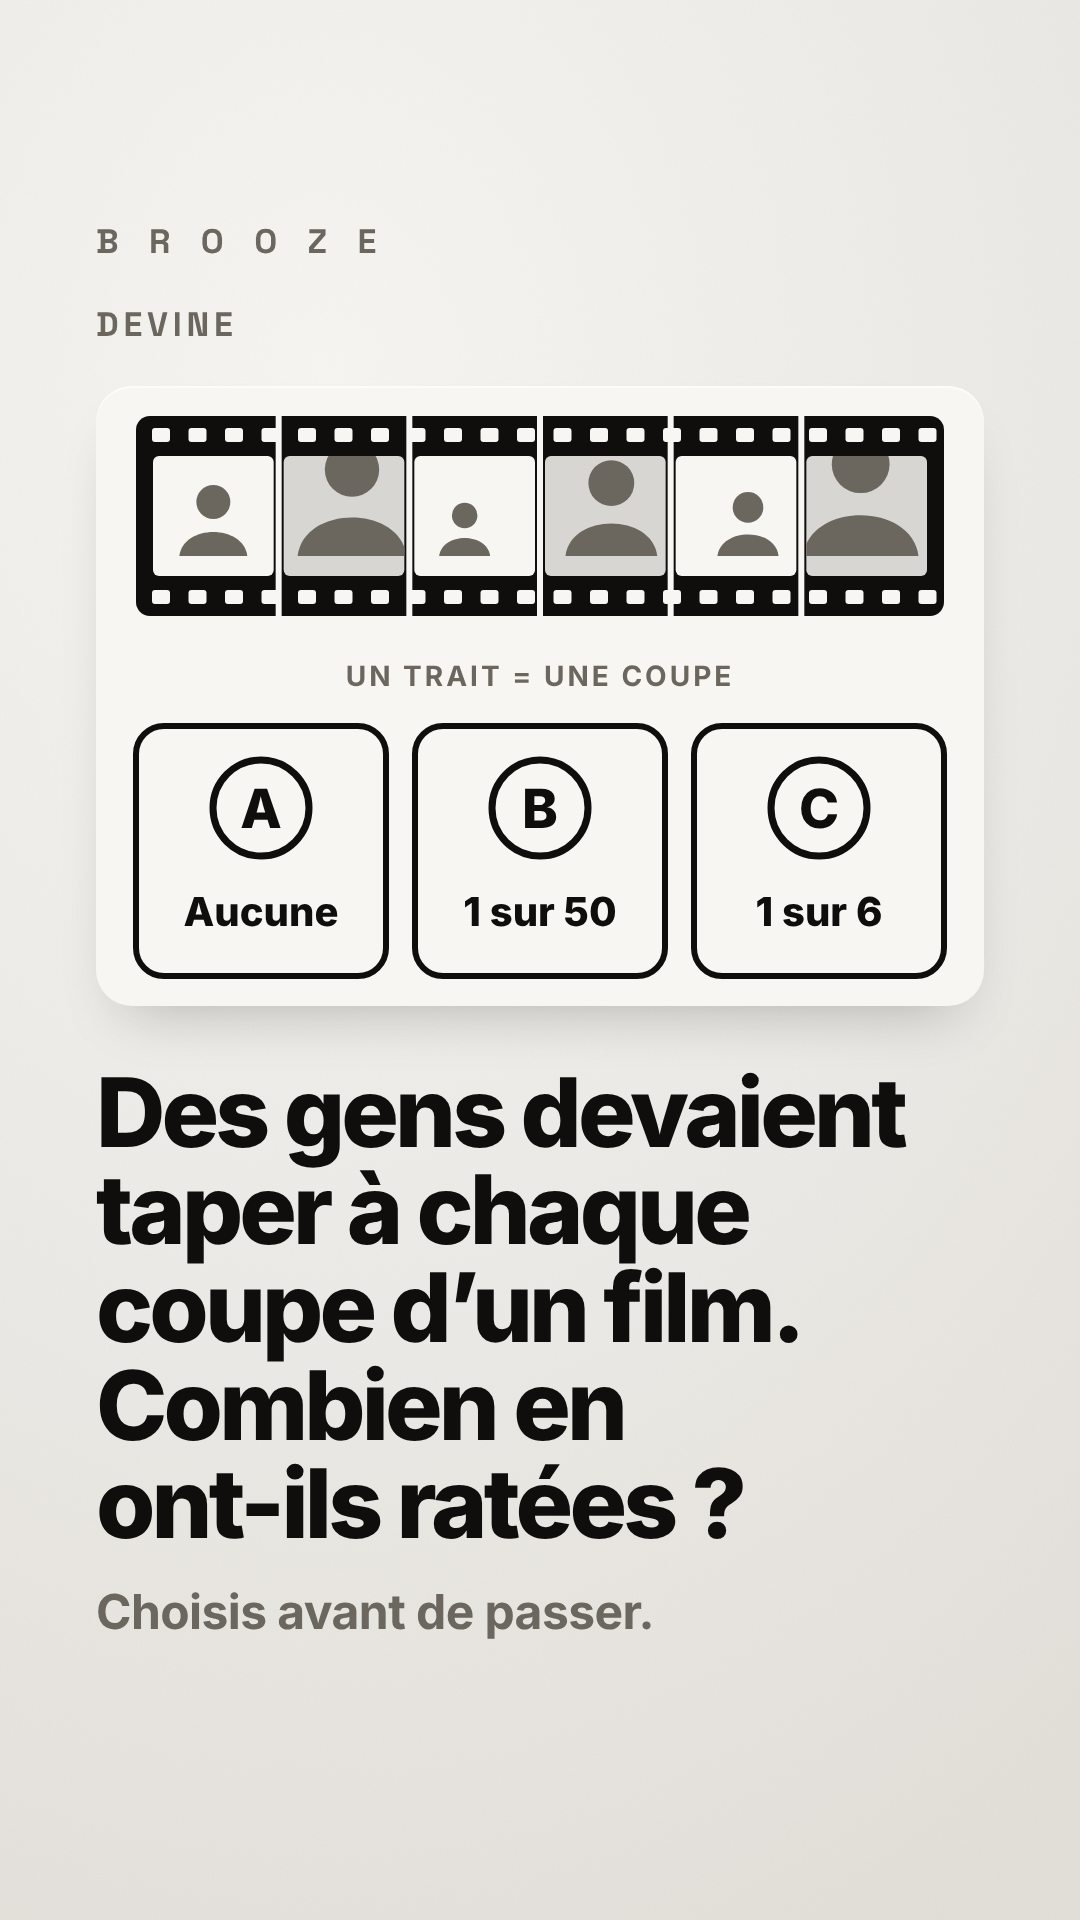 BROOZE
DEVINE
UN TRAIT = UNE COUPE
A
B
C
Aucune
1 sur 50
1 sur 6
Des gens devaient
taper à chaque
coupe d’un film.
Combien en
ont-ils ratées ?
Choisis avant de passer.